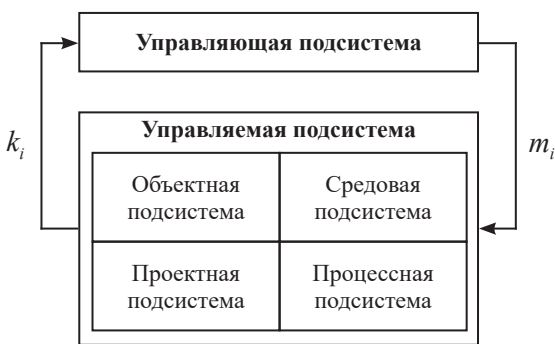 Управляющая подсистема
Управляемая подсистема
k_i
m_i
Объектная
подсистема
Средовая
подсистема
Проектная
подсистема
Процессная
подсистема